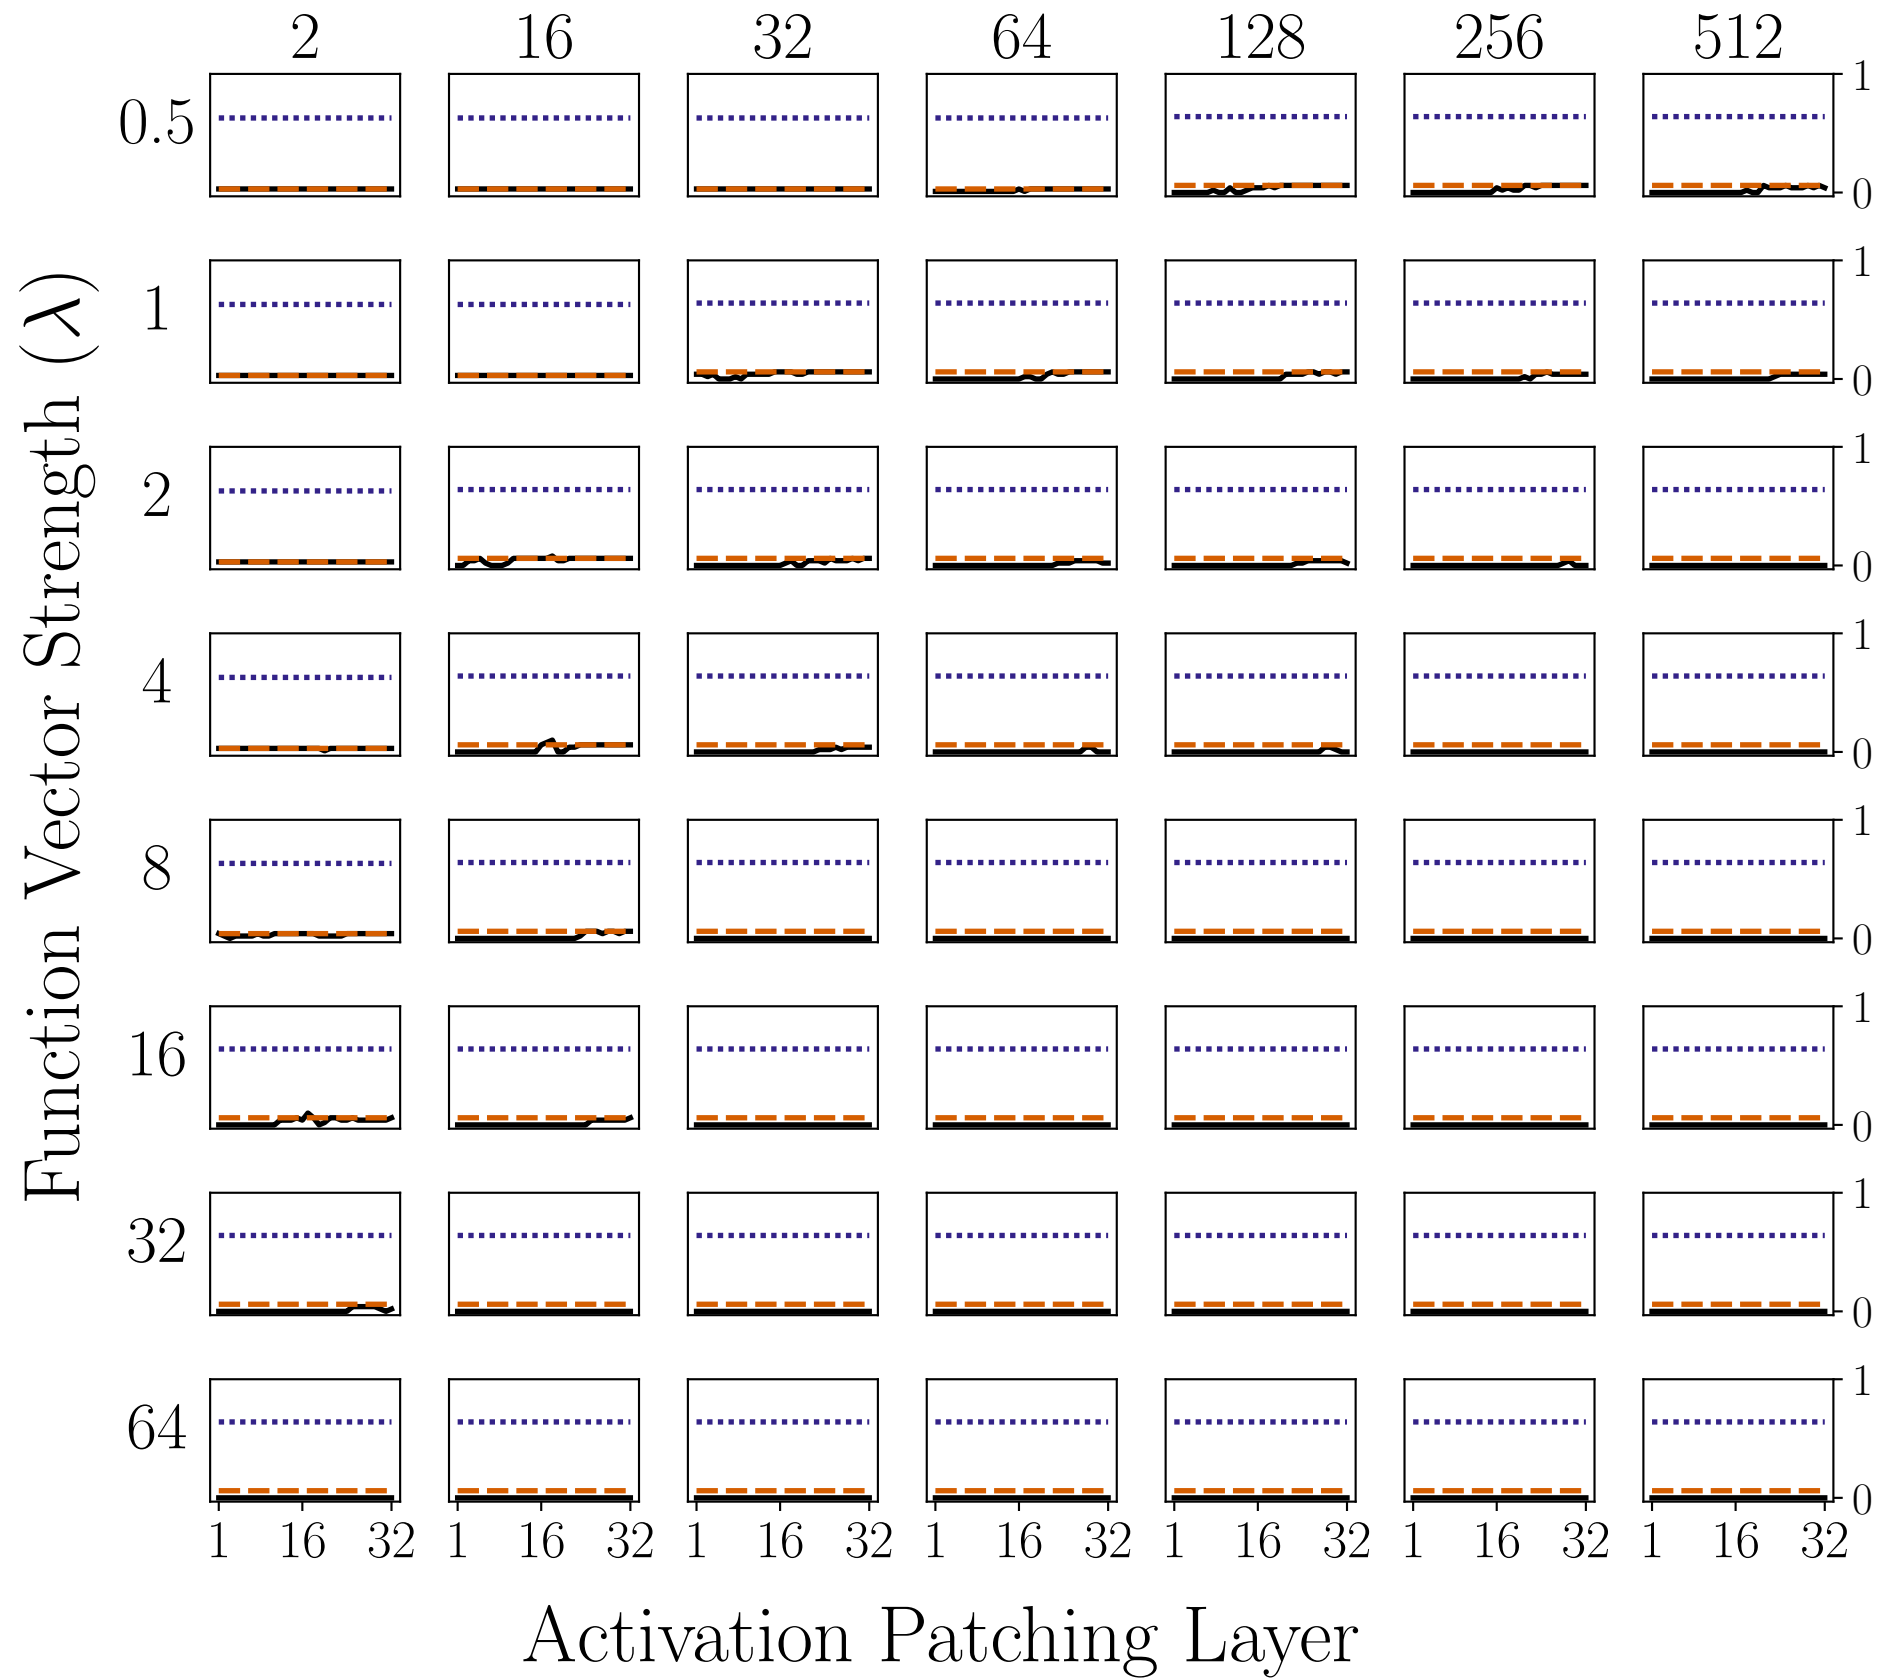 2 16 32 64 128 256 512
0.5 1 0
Function Vector Strength (λ)
1 1 0
2 1 0
4 1 0
8 1 0
16 1 0
32 1 0
64 1 0
1 16 32 1 16 32 1 16 32 1 16 32 1 16 32 1 16 32 1 16 32
Activation Patching Layer